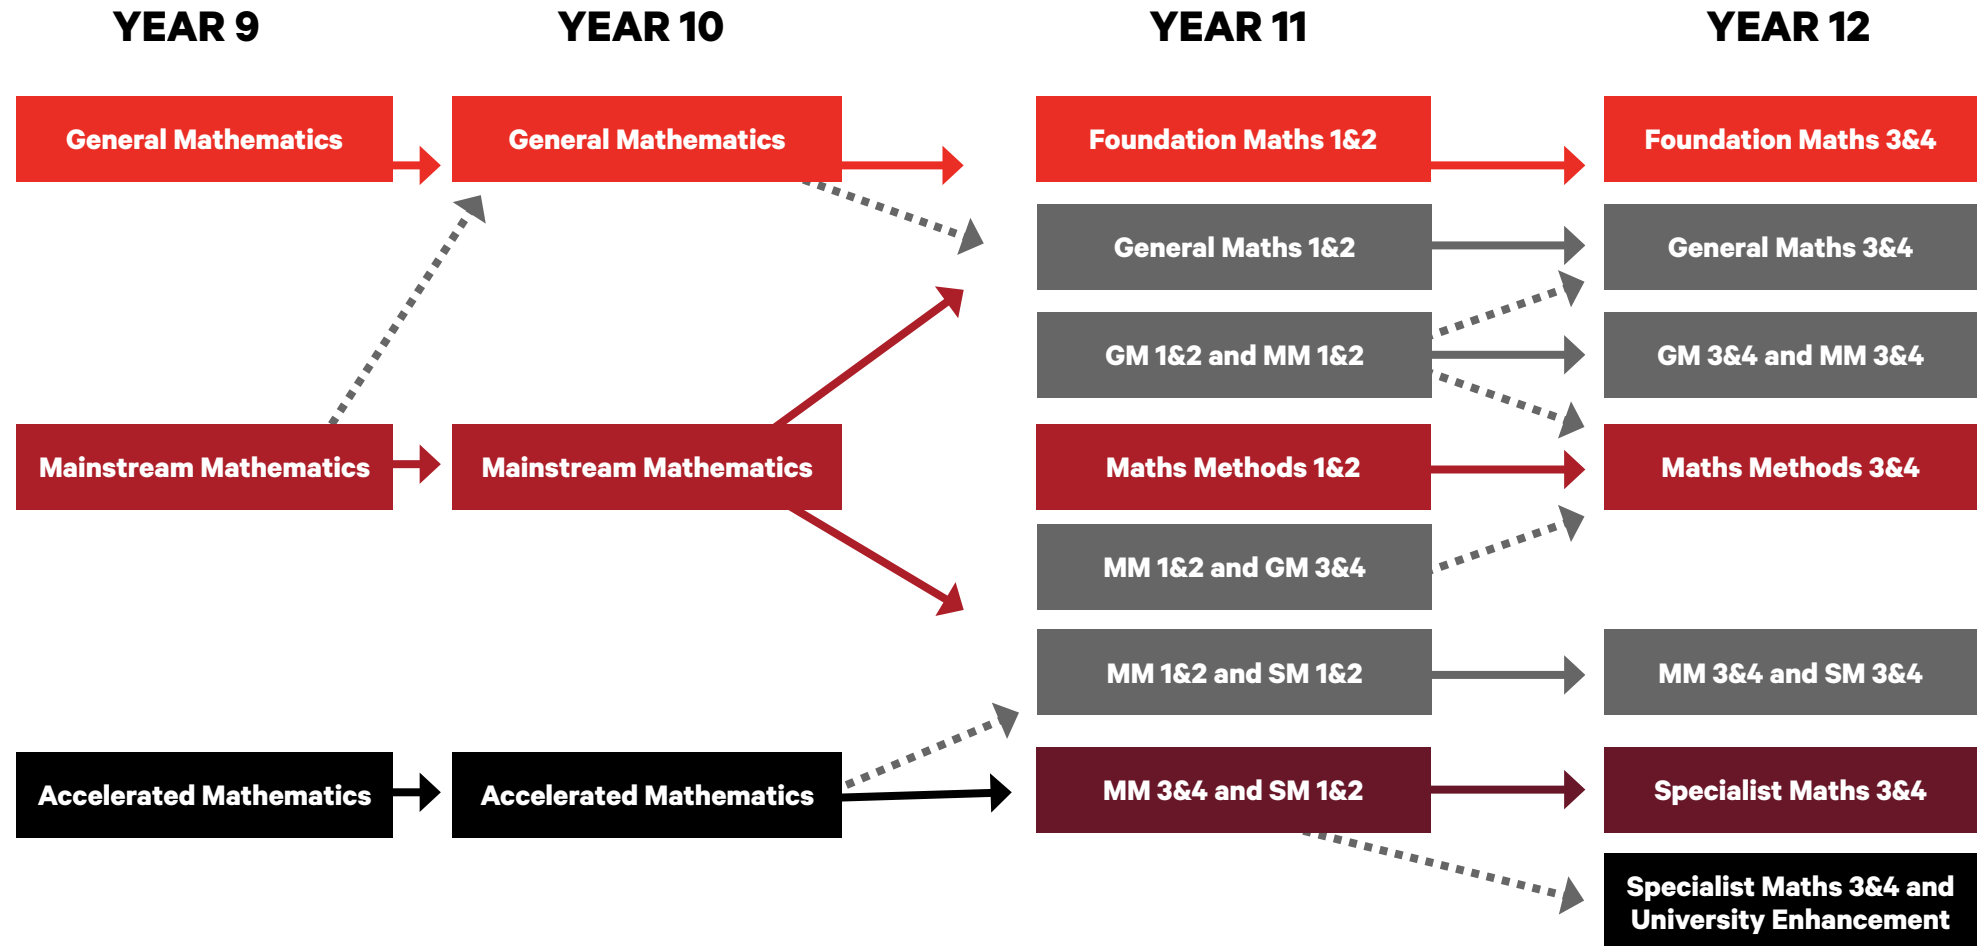 YEAR 9
YEAR 10
YEAR 11
YEAR 12
General Mathematics
General Mathematics
Foundation Maths 1&2
Foundation Maths 3&4
General Maths 1&2
General Maths 3&4
GM 1&2 and MM 1&2
GM 3&4 and MM 3&4
Mainstream Mathematics
Mainstream Mathematics
Maths Methods 1&2
Maths Methods 3&4
MM 1&2 and GM 3&4
MM 1&2 and SM 1&2
MM 3&4 and SM 3&4
Accelerated Mathematics
Accelerated Mathematics
MM 3&4 and SM 1&2
Specialist Maths 3&4
Specialist Maths 3&4 and
University Enhancement